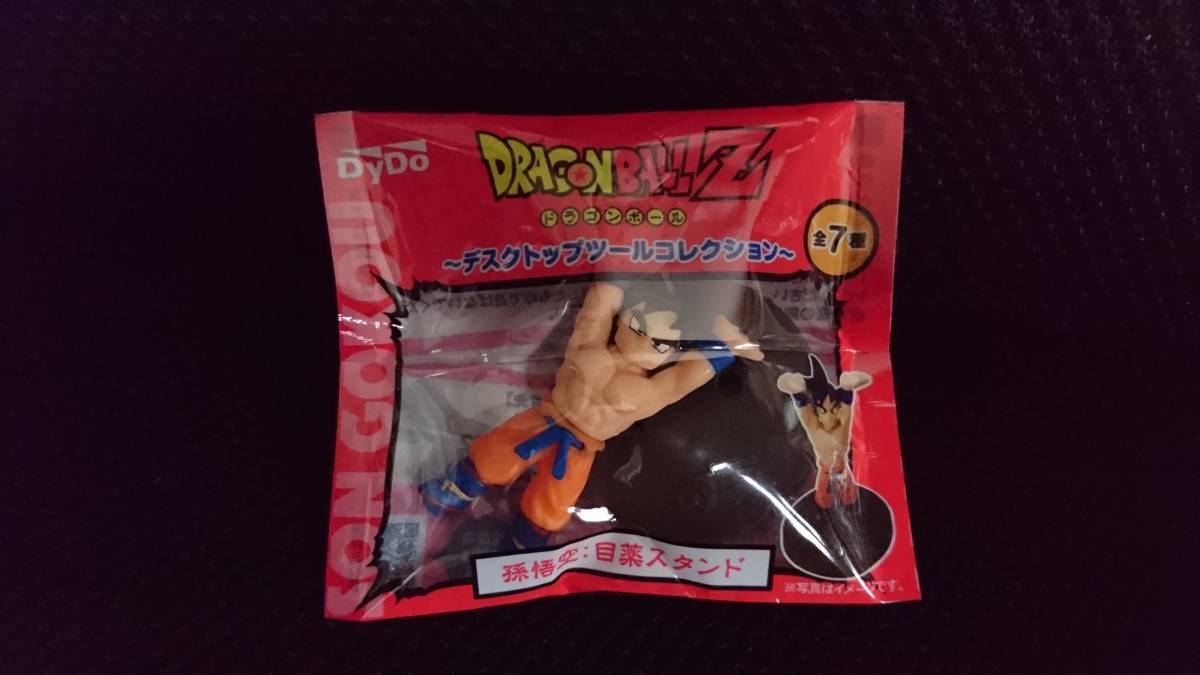 DyDo
DRAGONBALL Z
ドラゴンボール
～デスクトップツールコレクション～
全7種
孫悟空：目薬スタンド
※写真はイメージです。